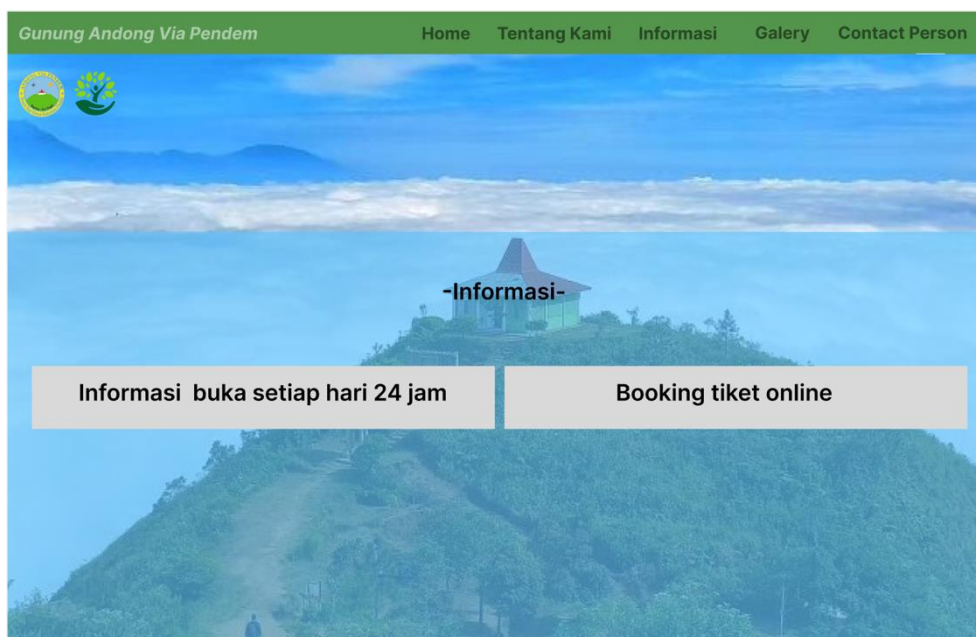 Gunung Andong Via Pendem
Home Tentang Kami Informasi Galery Contact Person
-Informasi-
Informasi buka setiap hari 24 jam
Booking tiket online